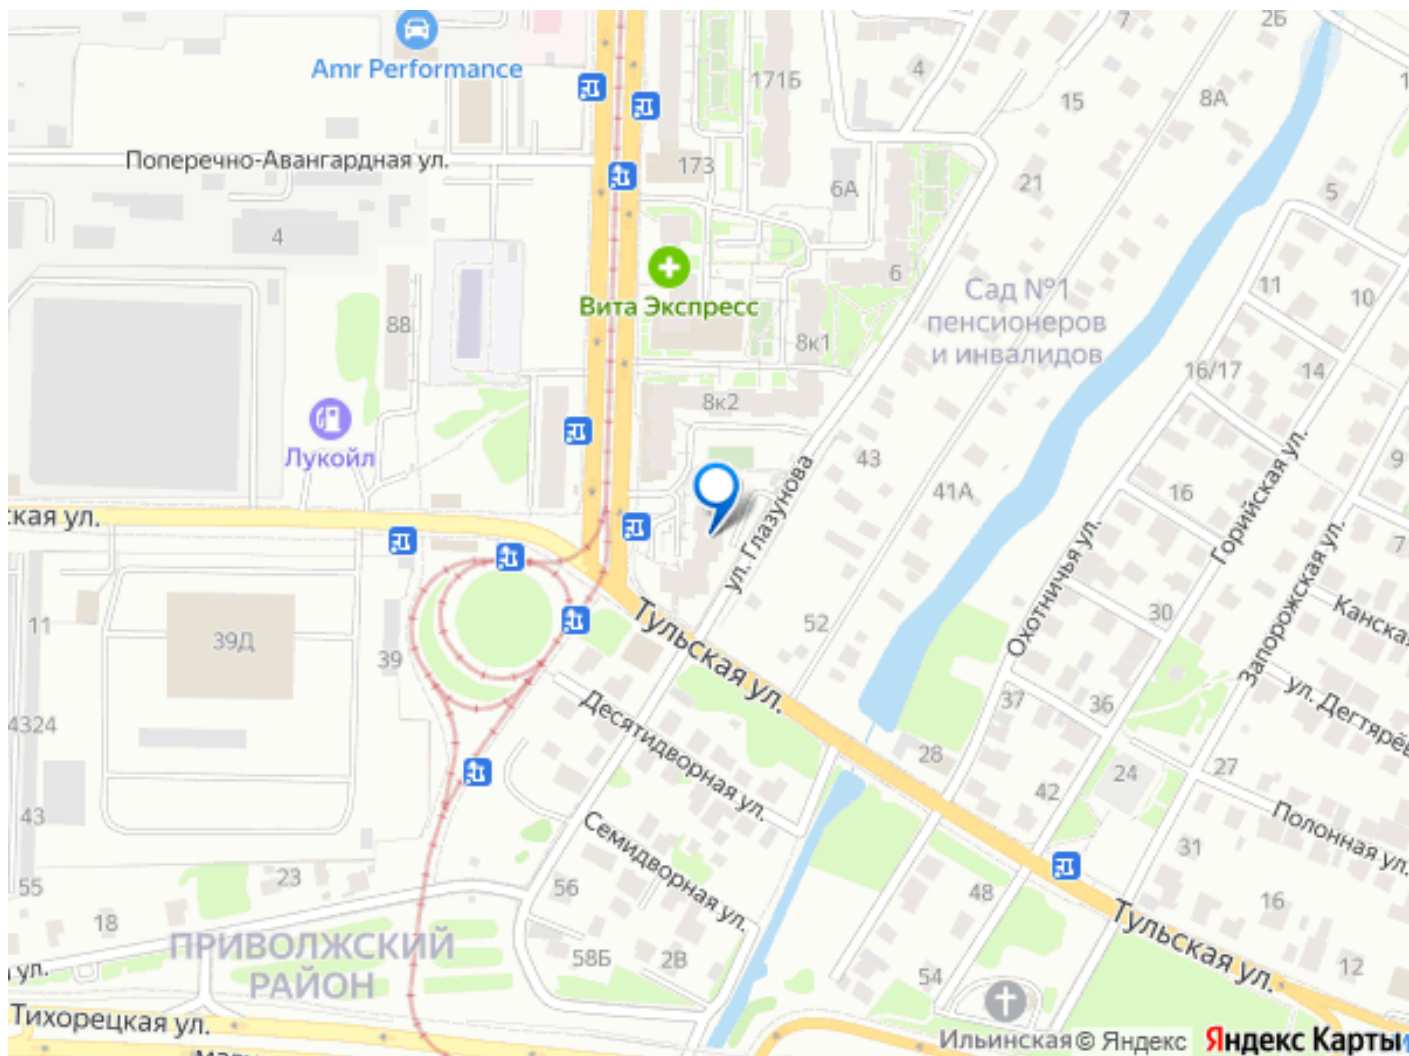 2Б
7
4
Amr Performance
171Б
15
8А
Поперечно-Авангардная ул.
173
6А
21
5
4
6
Сад №1
пенсионеров
и инвалидов
11
10
Вита Экспресс
88
8к1
16/17
14
8к2
Лукойл
43
41А
16
9
ская ул.
ул. Глазунова
Охотничья ул.
Горийская ул.
Запорожская ул.
7
Канская
11
39Д
39
52
30
Тульская ул.
ул. Дегтярёв
37
36
4324
Десятидворная ул.
28
24
27
42
43
Семидворная ул.
Полонная ул.
31
55
23
56
48
16
18
ПРИВОЛЖСКИЙ
РАЙОН
58Б
2В
54
Тульская ул.
12
ул.
Тихорецкая ул.
Ильинская
© Яндекс
Яндекс Карты